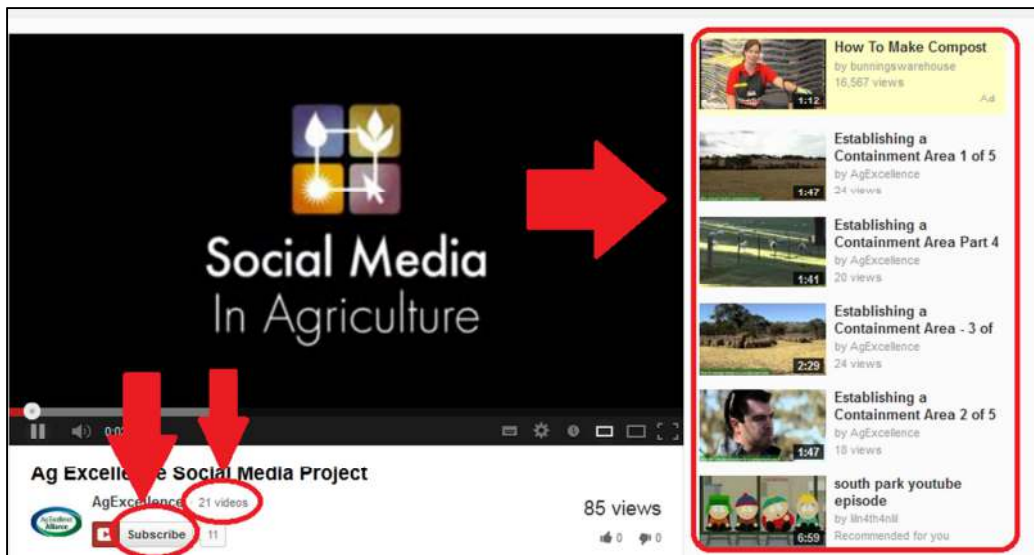 Social Media
In Agriculture
Ag Excellence Social Media Project
AgExcellence 21 videos
Subscribe 11
85 views
0 0
How To Make Compost
by bunningswarehouse
16,567 views
Ad
1:12
Establishing a
Containment Area 1 of 5
by AgExcellence
24 views
1:47
Establishing a
Containment Area Part 4
by AgExcellence
20 views
1:41
Establishing a
Containment Area - 3 of
by AgExcellence
24 views
2:29
Establishing a
Containment Area 2 of 5
by AgExcellence
18 views
1:47
south park youtube
episode
Recommended for you
6:59